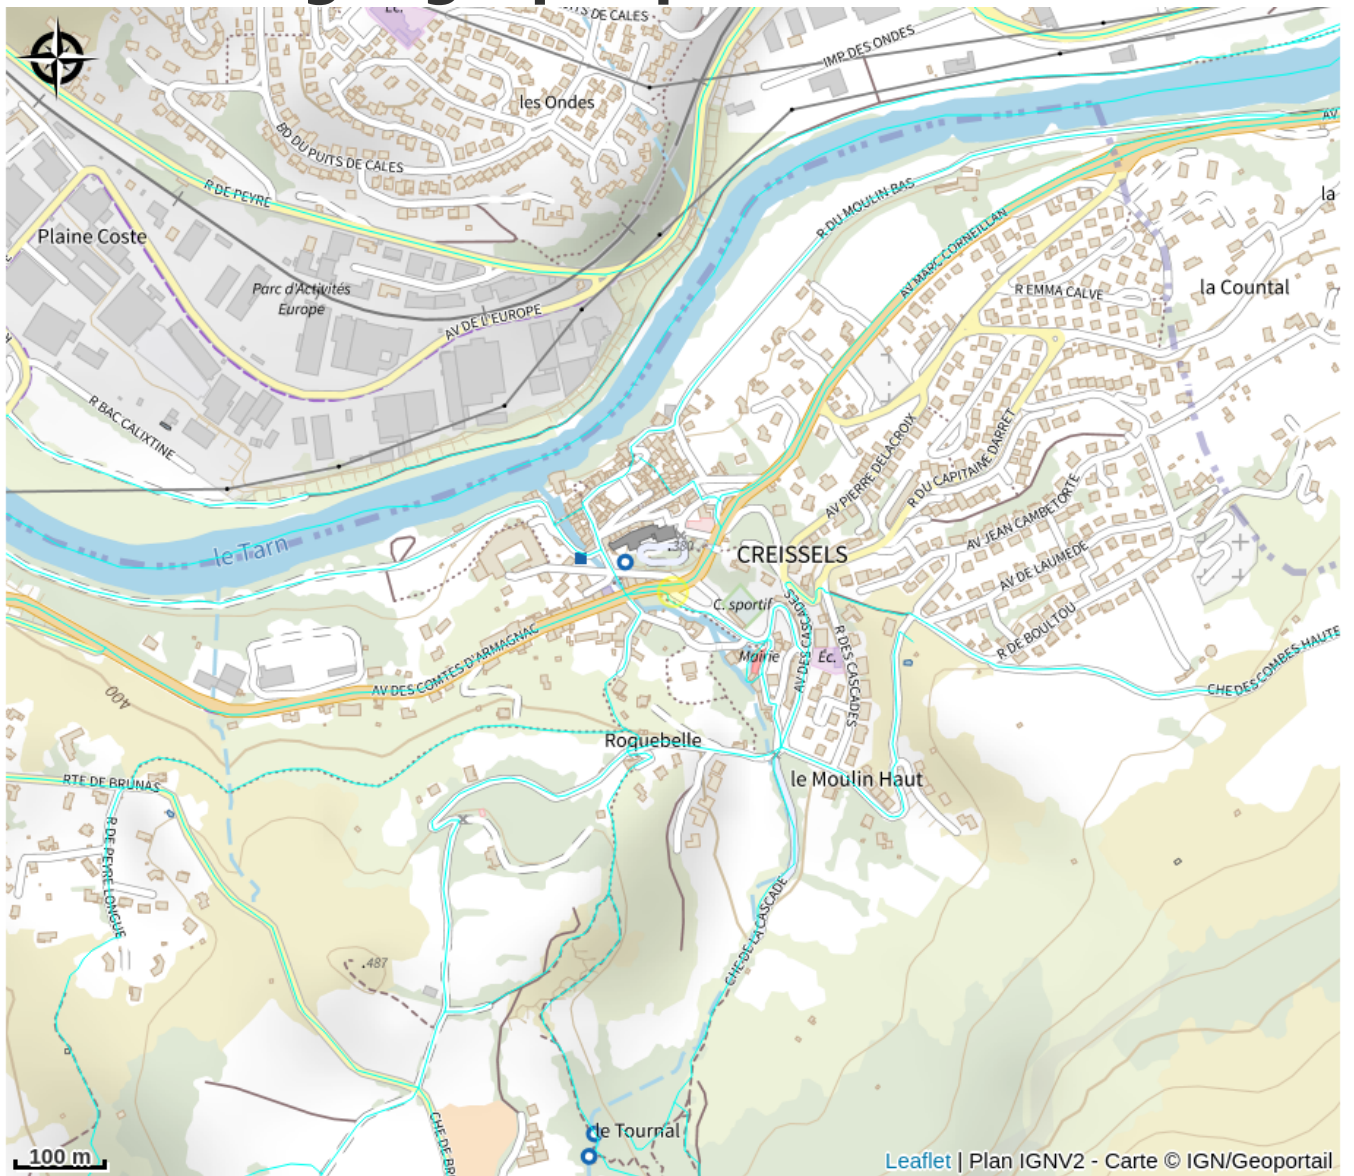 les Ondes
IMP DES ONDES
BD DU PUITS DE CALES
R DE PEYRE
R DU MOULIN BAS
AV MARC CORNEILLAN
AV
la
Plaine Coste
Parc d'Activités
Europe
AV DE L'EUROPE
R EMMA CALVE
la Countal
R BAC CALIXTINE
AV PIERRE DELACROIX
R DU CAPITAINE DARRET
AV JEAN CAMBETORTE
AV DE LAUMEDE
R DE BOULTOU
le Tarn
CREISSELS
C. sportif
Mairie
Éc.
AV DES CASCADES
R DES CASCADES
CHE DES COMBES HAUTE
AV DES COMTES D'ARMAGNAC
400
Roquebelle
le Moulin Haut
RTE DE BRUNAS
R DE PEYRE LONGUE
CHE DE LA CASCADE
.487
CHE DE BR
le Tournal
100 m
Leaflet | Plan IGNV2 - Carte © IGN/Geoportail